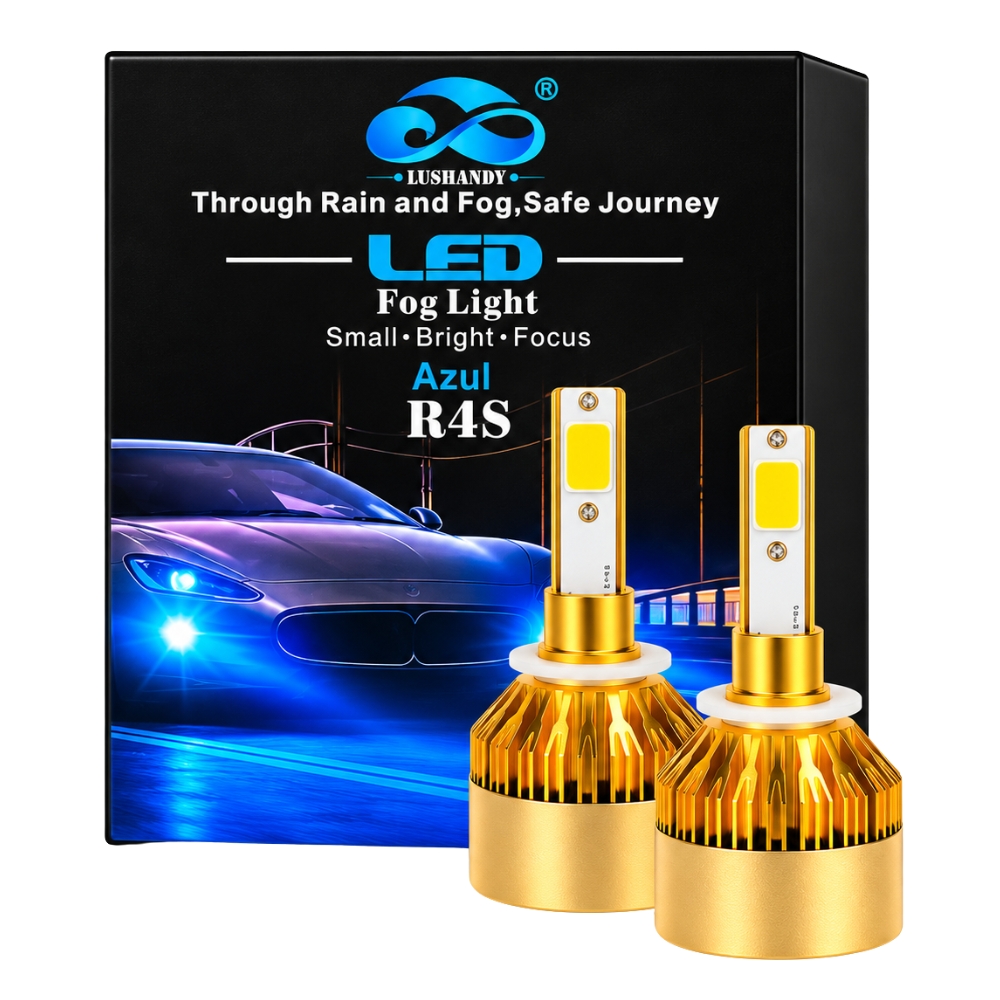 ®
LUSHANDY
Through Rain and Fog,Safe Journey
LED
Fog Light
Small•Bright•Focus
Azul
R4S